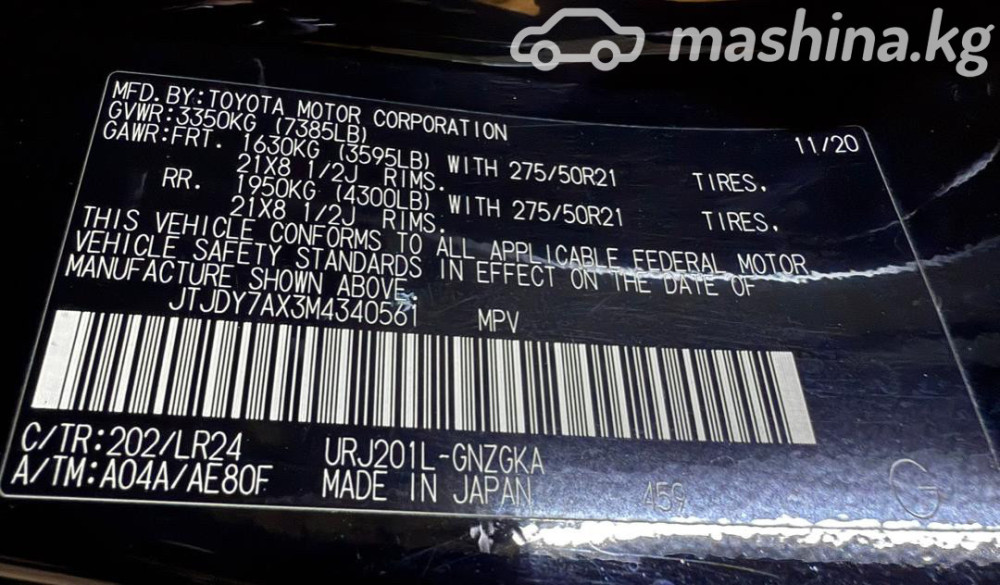 mashina.kg
MFD. BY:TOYOTA MOTOR CORPORATION 11/20
GVWR:3350KG (7385LB)
GAWR:FRT. 1630KG (3595LB) WITH 275/50R21 TIRES,
21X8 1/2J RIMS.
RR. 1950KG (4300LB) WITH 275/50R21 TIRES,
21X8 1/2J RIMS.
THIS VEHICLE CONFORMS TO ALL APPLICABLE FEDERAL MOTOR
VEHICLE SAFETY STANDARDS IN EFFECT ON THE DATE OF
MANUFACTURE SHOWN ABOVE.
JTJDY7AX3M4340561 MPV
C/TR:202/LR24 URJ201L-GNZGKA
A/TM:A04A/AE80F MADE IN JAPAN 459 G